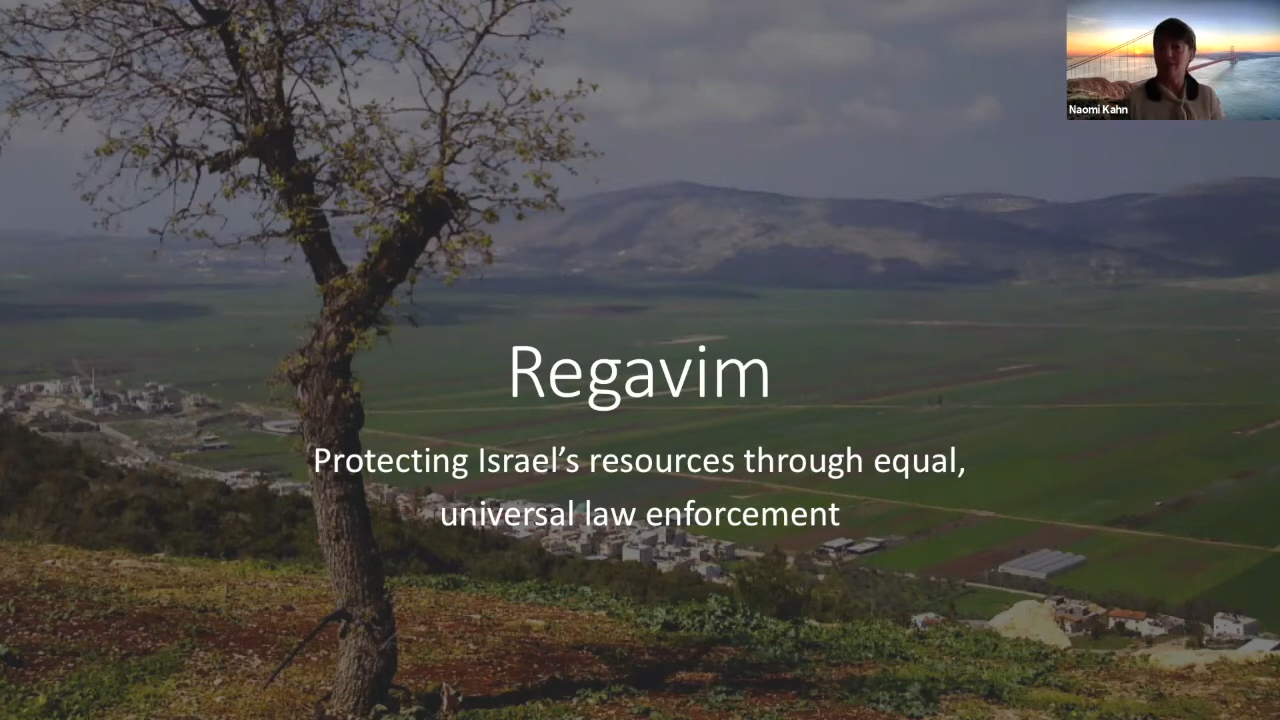 Naomi Kahn
Regavim
Protecting Israel’s resources through equal,
universal law enforcement